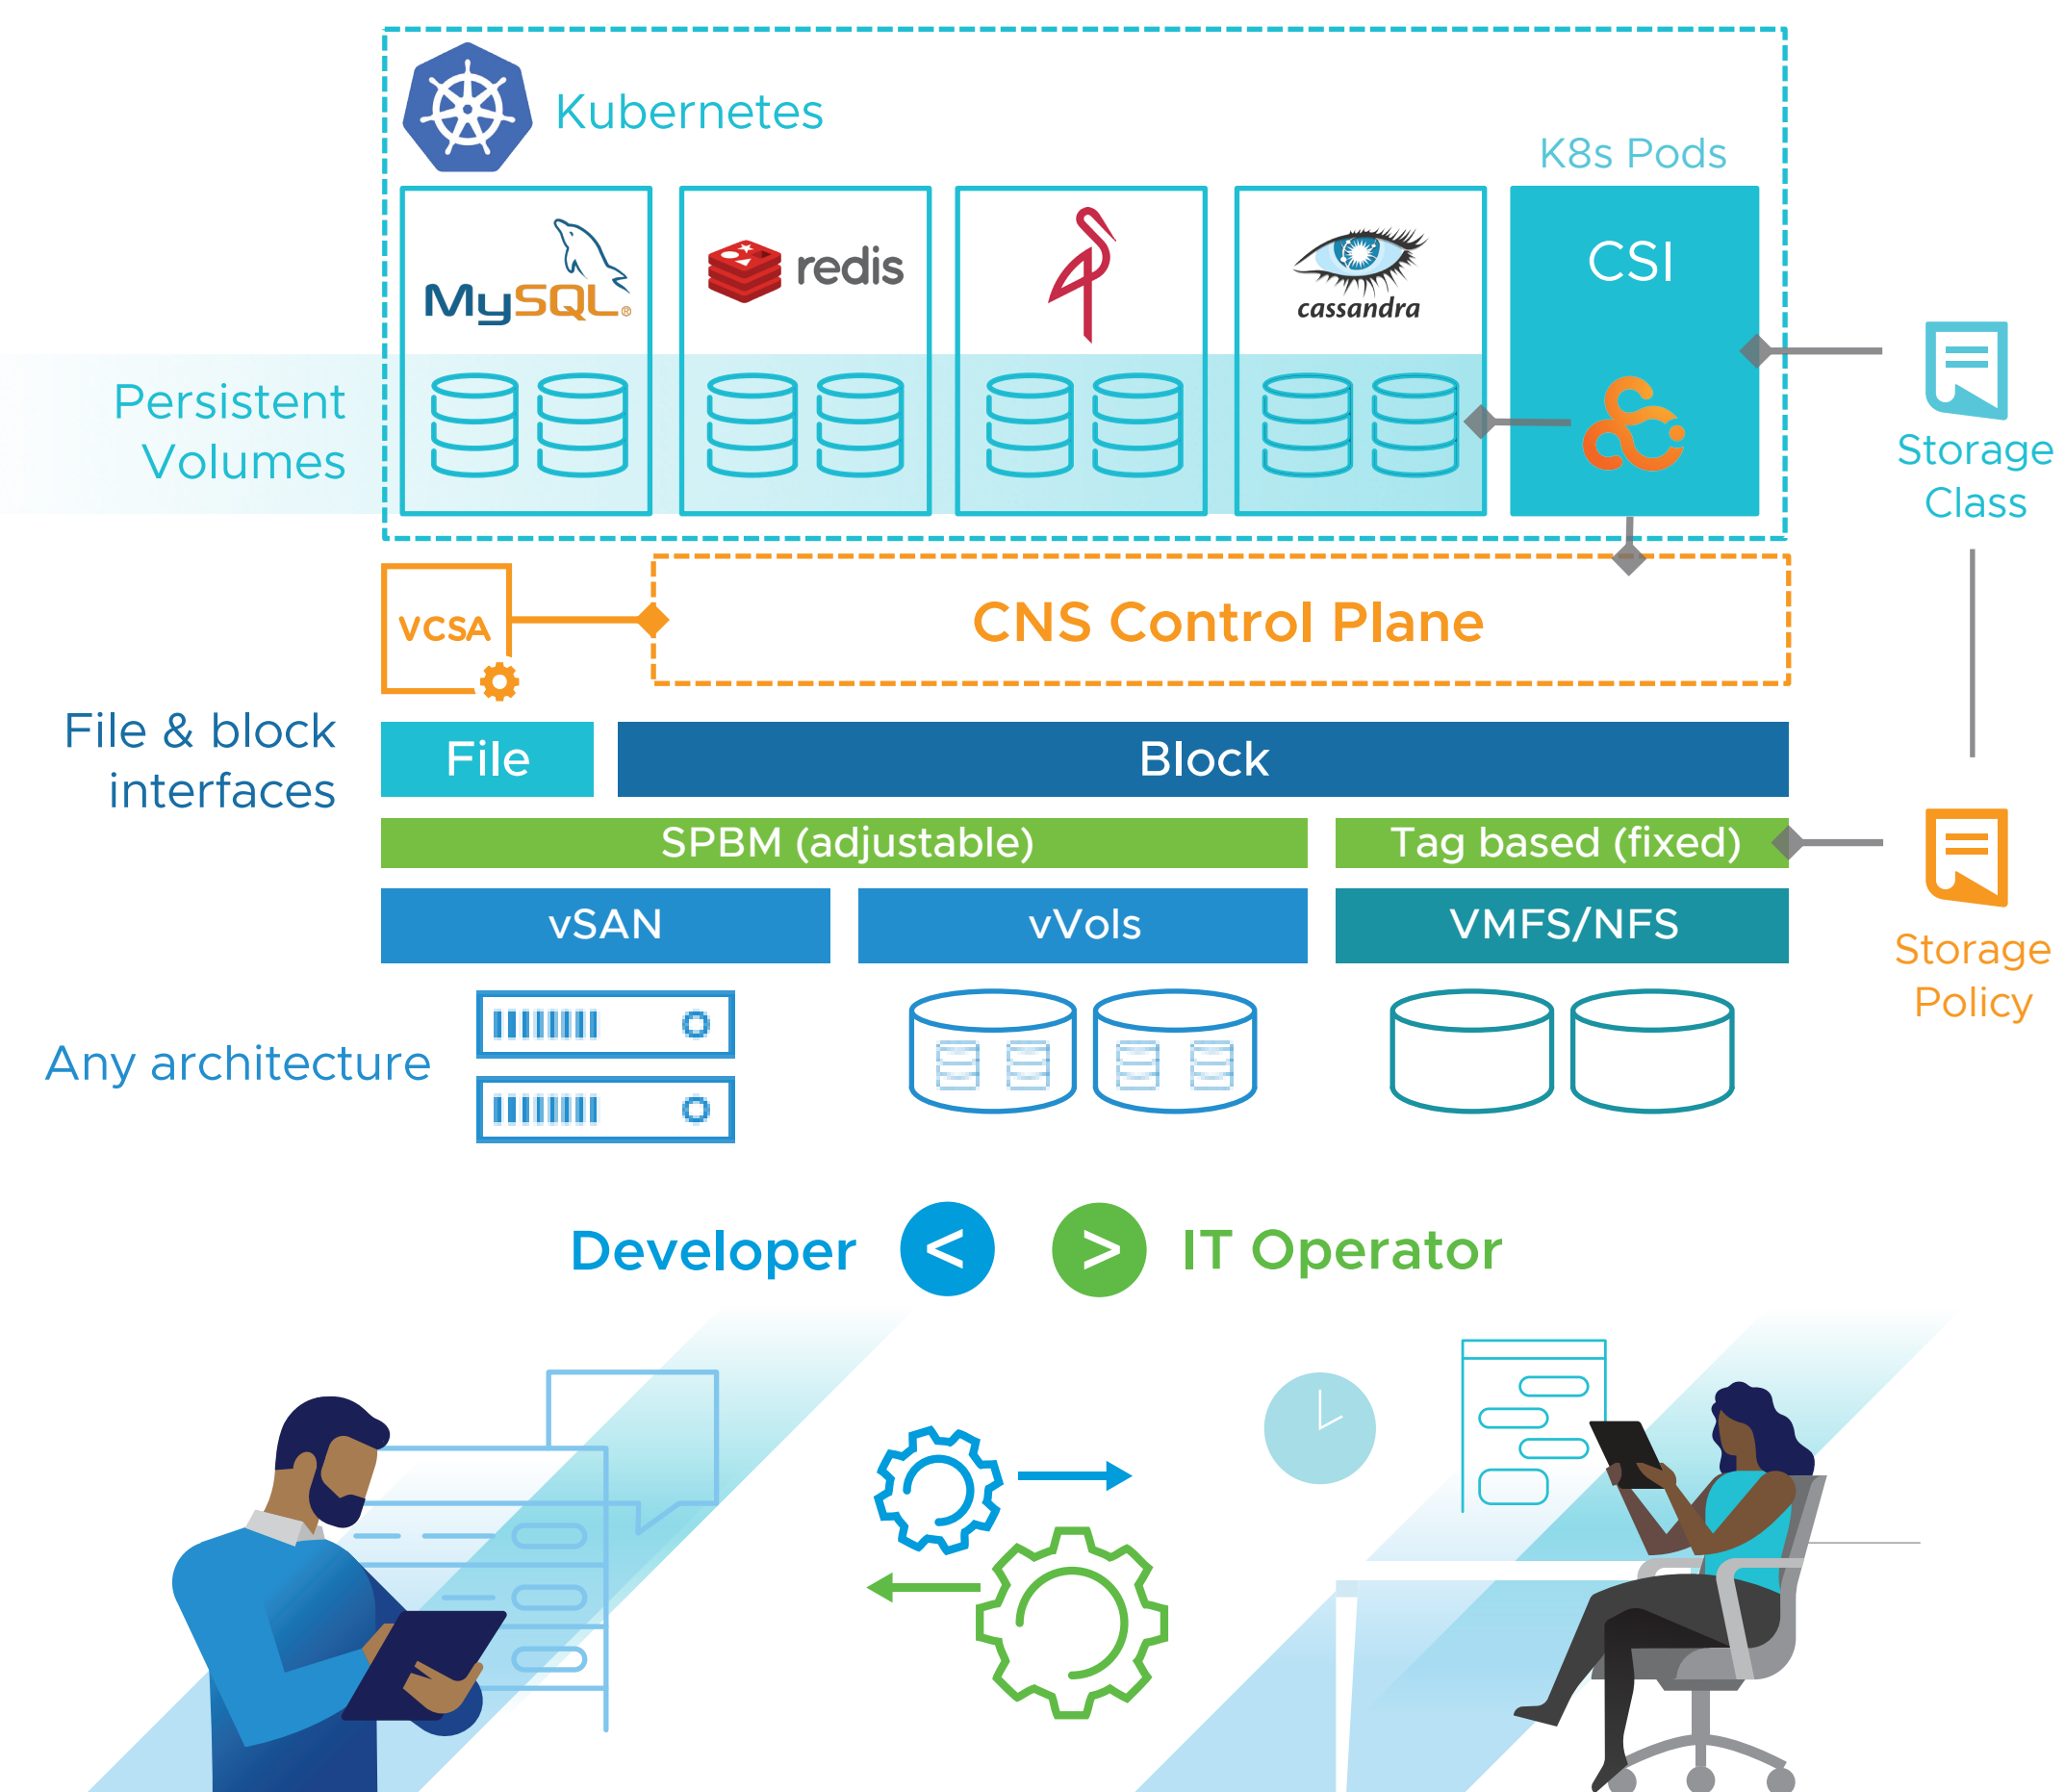 Kubernetes
K8s Pods
MySQL®
redis
cassandra
CSI
Persistent
Volumes
Storage
Class
VCSA
CNS Control Plane
File & block
interfaces
File
Block
SPBM (adjustable)
Tag based (fixed)
vSAN
vVols
VMFS/NFS
Storage
Policy
Any architecture
Developer
<
>
IT Operator